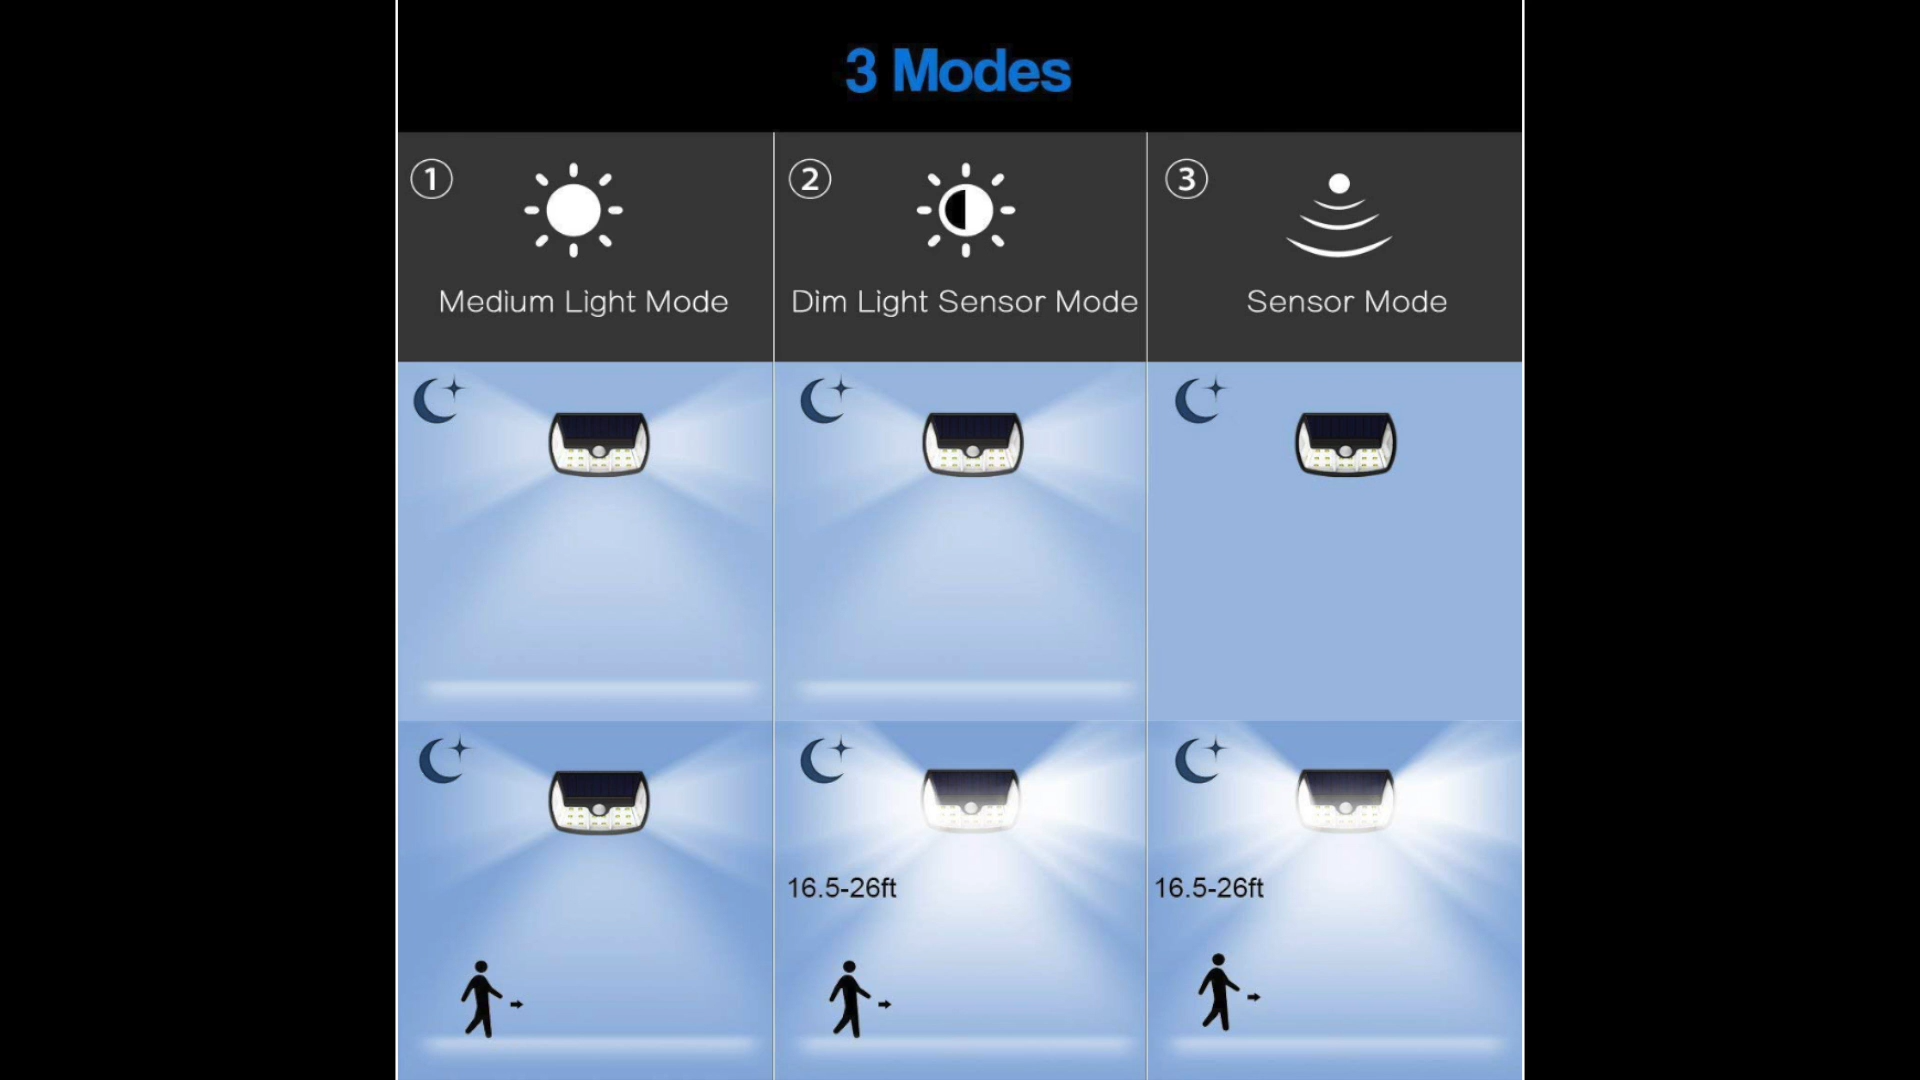 3 Modes
① ② ③
Medium Light Mode
Dim Light Sensor Mode
Sensor Mode
16.5-26ft
16.5-26ft